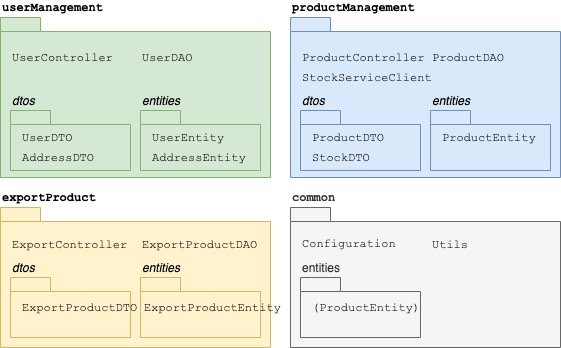 userManagement
UserController UserDAO
dtos entities
UserDTO UserEntity
AddressDTO AddressEntity
productManagement
ProductController ProductDAO
StockServiceClient
dtos entities
ProductDTO ProductEntity
StockDTO
exportProduct
ExportController ExportProductDAO
dtos entities
ExportProductDTO ExportProductEntity
common
Configuration Utils
entities
(ProductEntity)